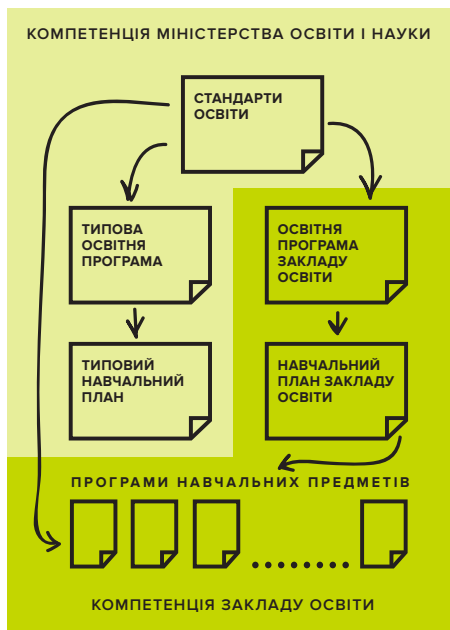 КОМПЕТЕНЦІЯ МІНІСТЕРСТВА ОСВІТИ І НАУКИ
СТАНДАРТИ
ОСВІТИ
ТИПОВА
ОСВІТНЯ
ПРОГРАМА
ОСВІТНЯ
ПРОГРАМА
ЗАКЛАДУ
ОСВІТИ
ТИПОВИЙ
НАВЧАЛЬНИЙ
ПЛАН
НАВЧАЛЬНИЙ
ПЛАН ЗАКЛАДУ
ОСВІТИ
ПРОГРАМИ НАВЧАЛЬНИХ ПРЕДМЕТІВ
КОМПЕТЕНЦІЯ ЗАКЛАДУ ОСВІТИ